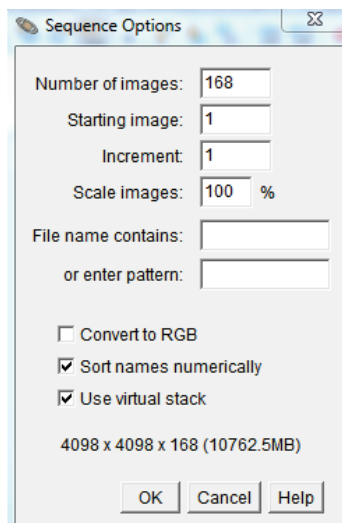 Sequence Options
Number of images: 168
Starting image: 1
Increment: 1
Scale images: 100 %
File name contains:
or enter pattern:
Convert to RGB
Sort names numerically
Use virtual stack
4098 x 4098 x 168 (10762.5MB)
OK Cancel Help